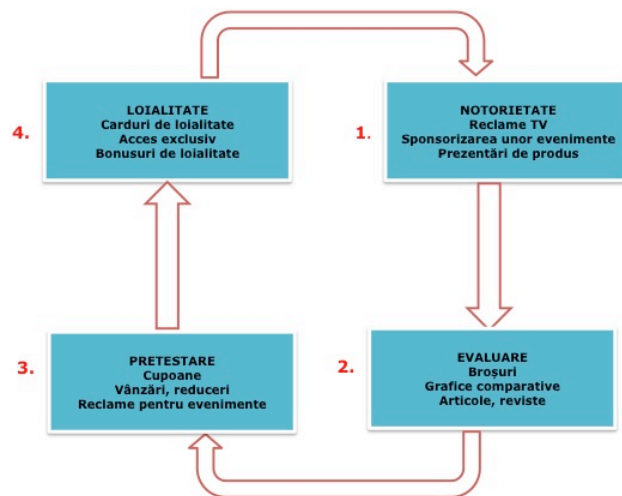 4.
LOIALITATE
Carduri de loialitate
Acces exclusiv
Bonusuri de loialitate
1.
NOTORIETATE
Reclame TV
Sponsorizarea unor evenimente
Prezentări de produs
3.
PRETESTARE
Cupoane
Vânzări, reduceri
Reclame pentru evenimente
2.
EVALUARE
Broșuri
Grafice comparative
Articole, reviste